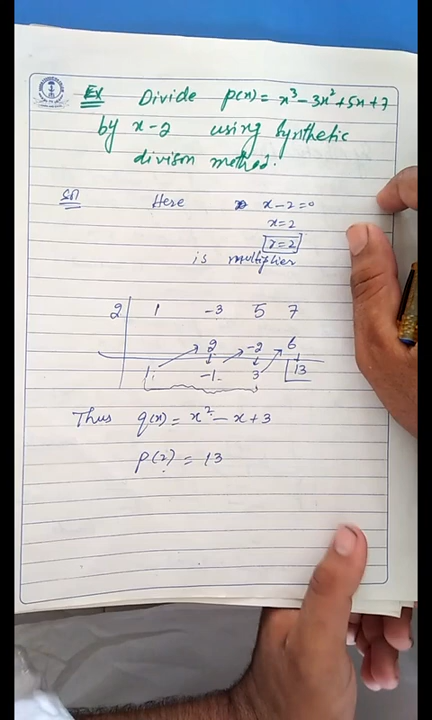 Ex Divide p(x) = x³ - 3x² + 5x + 7
by x-2 using synthetic
divison method.
Sol Here x-2=0
x=2
r=2
is multiplier
2 1 -3 5 7
2 -2 6
1 -1 3 13
Thus q(x) = x² - x + 3
p(2) = 13